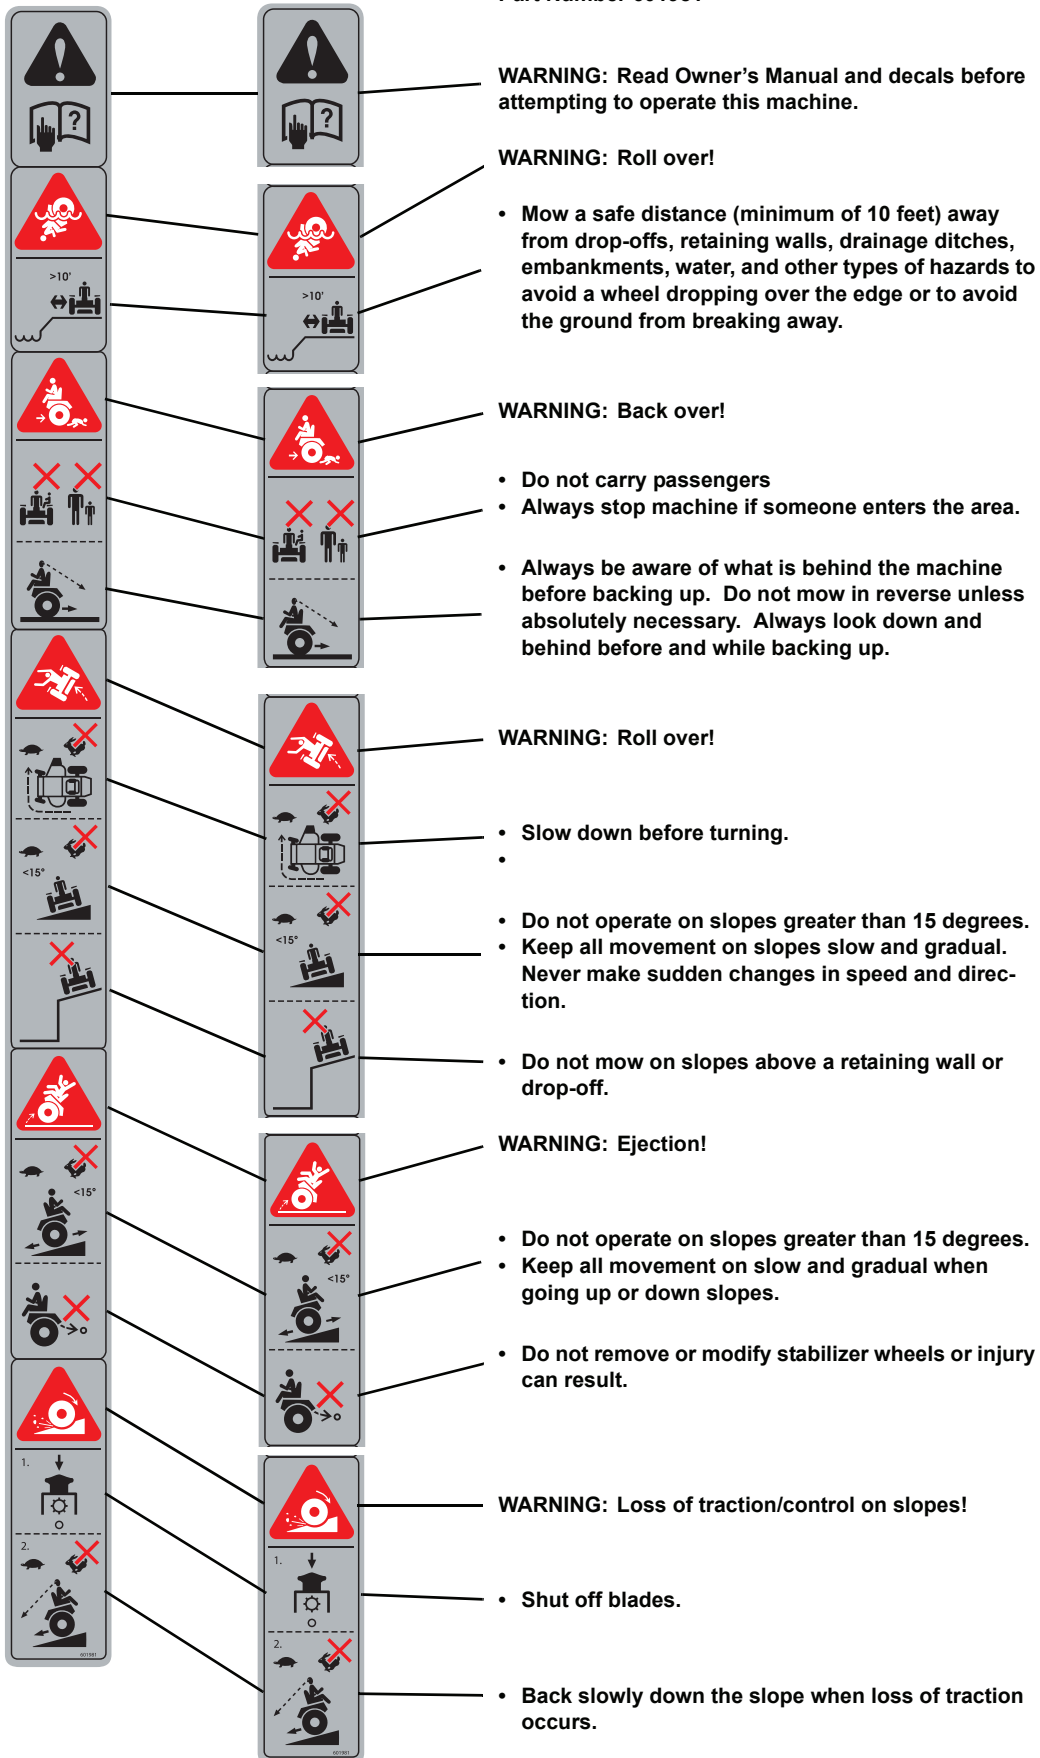 WARNING: Read Owner's Manual and decals before
attempting to operate this machine.
WARNING: Roll over!
• Mow a safe distance (minimum of 10 feet) away
from drop-offs, retaining walls, drainage ditches,
embankments, water, and other types of hazards to
avoid a wheel dropping over the edge or to avoid
the ground from breaking away.
>10'
>10'
WARNING: Back over!
• Do not carry passengers
• Always stop machine if someone enters the area.
• Always be aware of what is behind the machine
before backing up. Do not mow in reverse unless
absolutely necessary. Always look down and
behind before and while backing up.
WARNING: Roll over!
• Slow down before turning.
•
<15°
<15°
• Do not operate on slopes greater than 15 degrees.
• Keep all movement on slopes slow and gradual.
Never make sudden changes in speed and direc-
tion.
• Do not mow on slopes above a retaining wall or
drop-off.
WARNING: Ejection!
<15°
<15°
• Do not operate on slopes greater than 15 degrees.
• Keep all movement on slow and gradual when
going up or down slopes.
• Do not remove or modify stabilizer wheels or injury
can result.
WARNING: Loss of traction/control on slopes!
1.
1.
• Shut off blades.
2.
2.
• Back slowly down the slope when loss of traction
occurs.
601981
601981